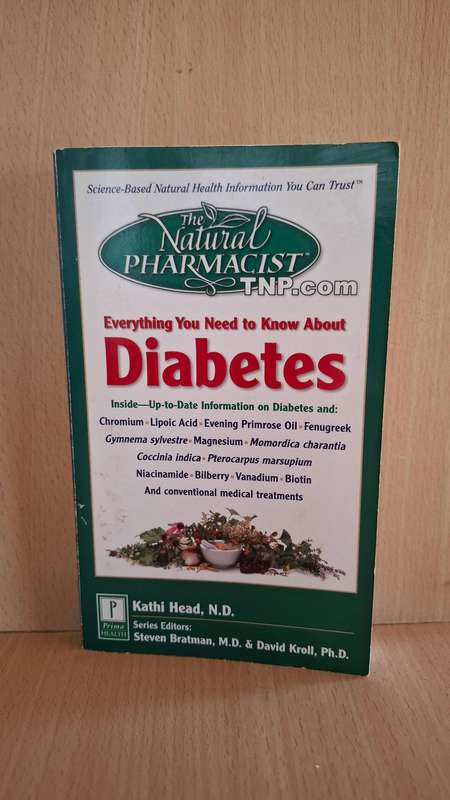 Science-Based Natural Health Information You Can Trust™
The
Natural
PHARMACIST™
TNP.com
Everything You Need to Know About
Diabetes
Inside—Up-to-Date Information on Diabetes and:
Chromium • Lipoic Acid • Evening Primrose Oil • Fenugreek
Gymnema sylvestre • Magnesium • Momordica charantia
Coccinia indica • Pterocarpus marsupium
Niacinamide • Bilberry • Vanadium • Biotin
And conventional medical treatments
P
Prima
HEALTH
Kathi Head, N.D.
Series Editors:
Steven Bratman, M.D. & David Kroll, Ph.D.